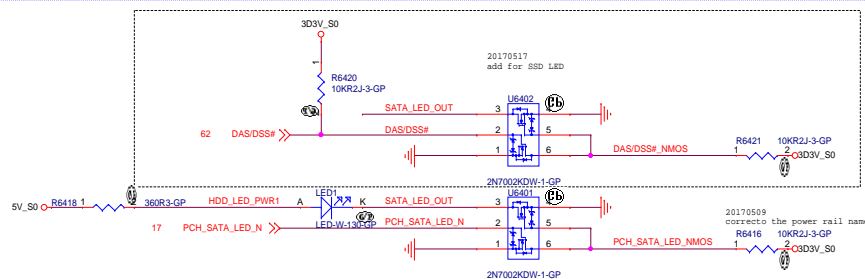 3D3V_S0
20170517
add for SSD LED
1
R6420
10KR2J-3-GP
U6402
SATA_LED_OUT
3
62
DAS/DSS#
DAS/DSS#
2
5
R6421
10KR2J-3-GP
1
6
DAS/DSS#_NMOS
1
2
3D3V_S0
2N7002KDW-1-GP
5V_S0
R6418
1
360R3-GP
HDD_LED_PWR1
A
LED1
K
SATA_LED_OUT
U6401
3
LED-W-130-GP
17
PCH_SATA_LED_N
PCH_SATA_LED_N
2
5
20170509
correcto the power rail name
R6416
10KR2J-3-GP
1
6
PCH_SATA_LED_NMOS
1
2
3D3V_S0
2N7002KDW-1-GP